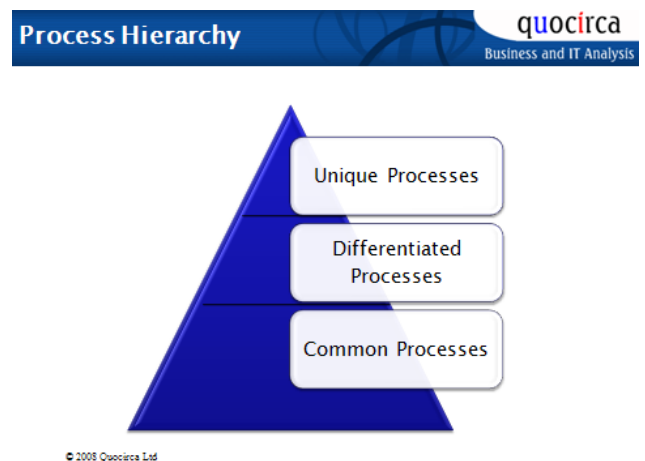 Process Hierarchy
quocirca
Business and IT Analysis
Unique Processes
Differentiated
Processes
Common Processes
© 2008 Quocirca Ltd